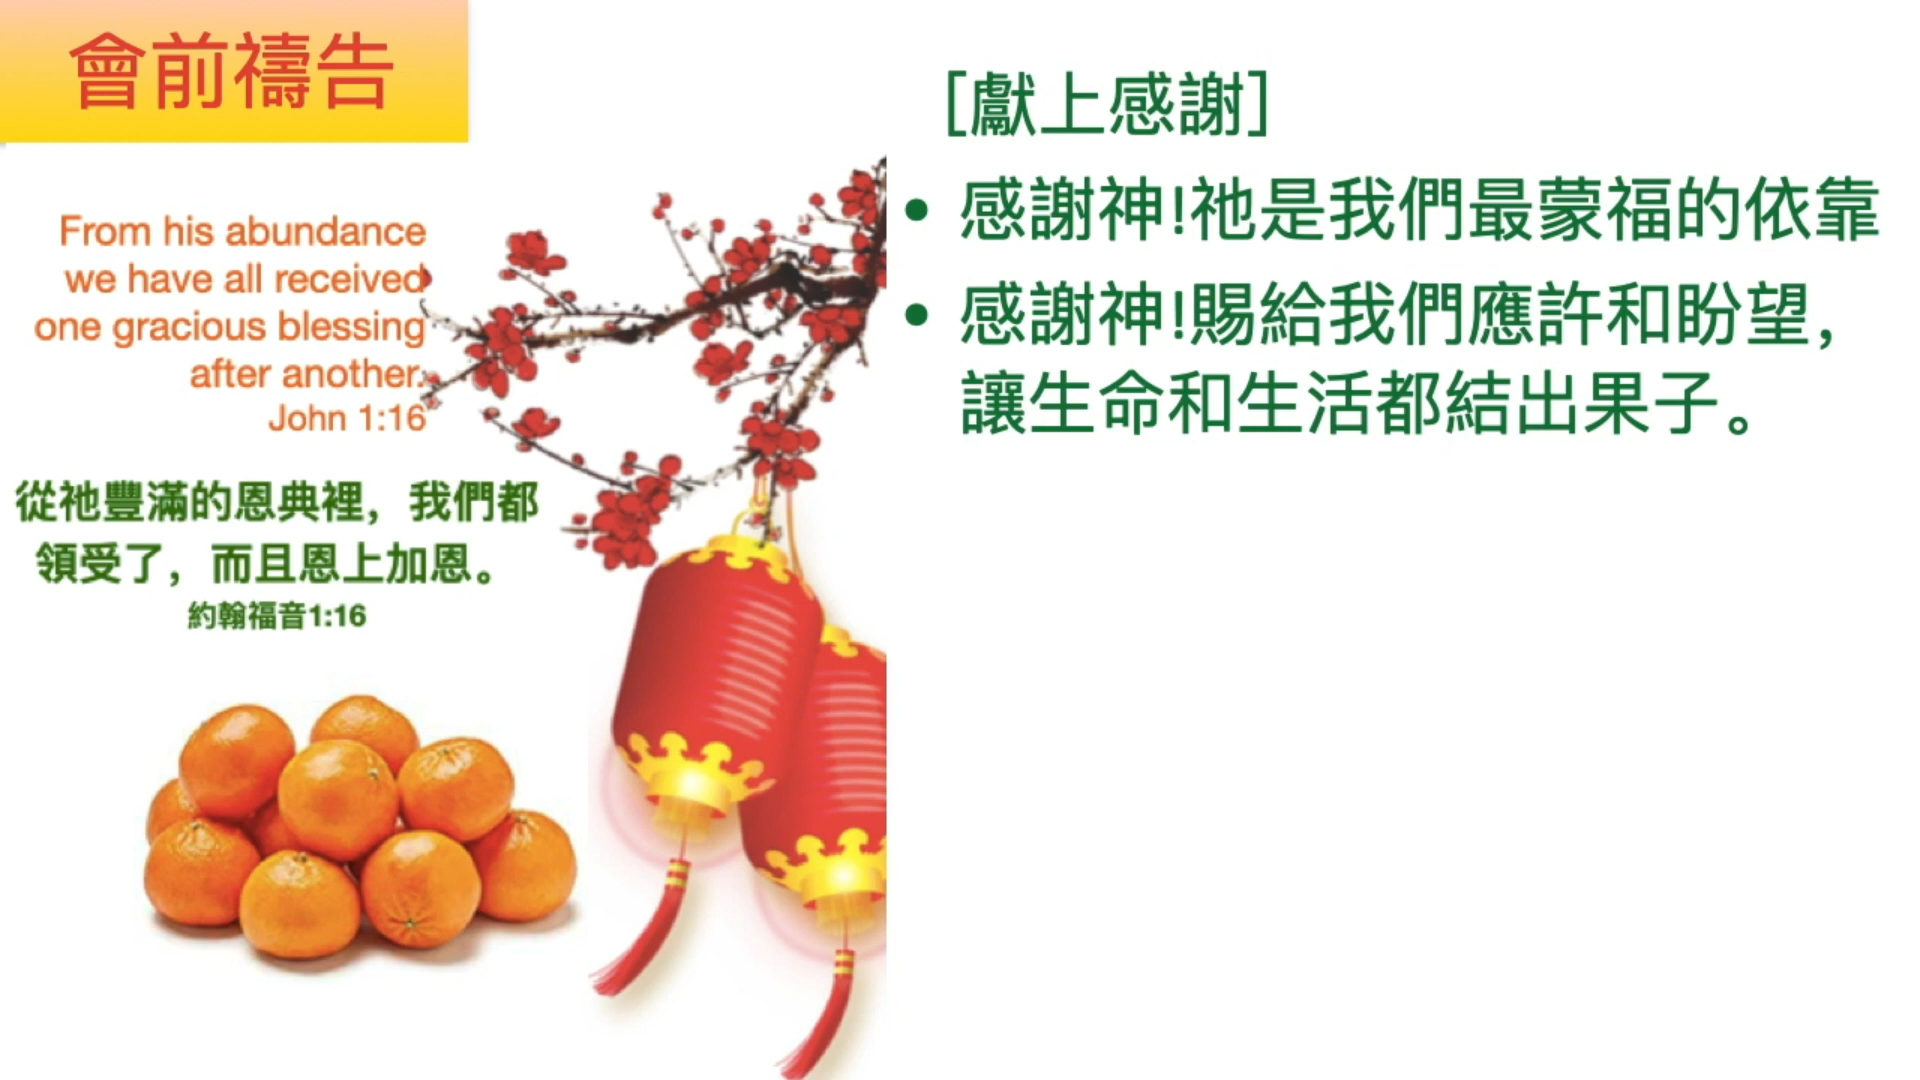 會前禱告
From his abundance
we have all received
one gracious blessing
after another.
John 1:16
從祂豐滿的恩典裡，我們都
領受了，而且恩上加恩。
約翰福音1:16
[獻上感謝]
• 感謝神!祂是我們最蒙福的依靠
• 感謝神!賜給我們應許和盼望，
讓生命和生活都結出果子。